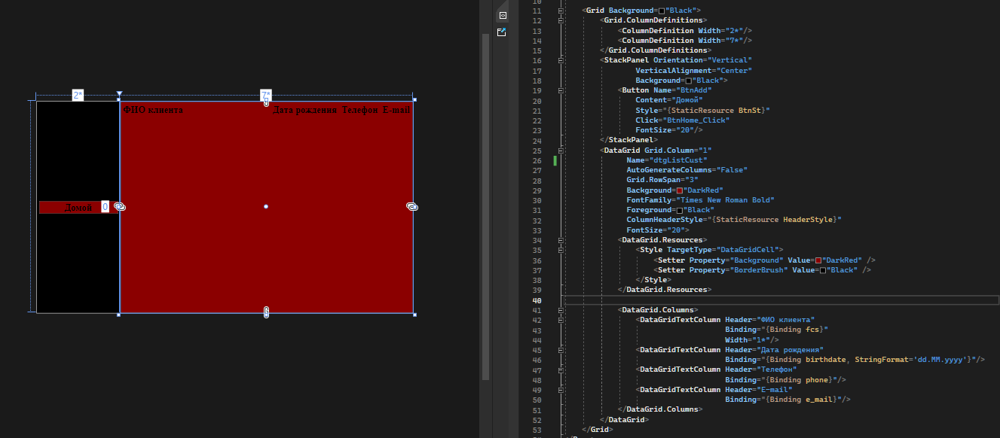 2*
7*
ФИО клиента
Дата рождения Телефон E-mail
Домой
0
10
11 <Grid Background="Black">
12 <Grid.ColumnDefinitions>
13 <ColumnDefinition Width="2*"/>
14 <ColumnDefinition Width="7*"/>
15 </Grid.ColumnDefinitions>
16 <StackPanel Orientation="Vertical"
17 VerticalAlignment="Center"
18 Background="Black">
19 <Button Name="BtnAdd"
20 Content="Домой"
21 Style="{StaticResource BtnSt}"
22 Click="BtnHome_Click"
23 FontSize="20"/>
24 </StackPanel>
25 <DataGrid Grid.Column="1"
26 Name="dtgListCust"
27 AutoGenerateColumns="False"
28 Grid.RowSpan="3"
29 Background="DarkRed"
30 FontFamily="Times New Roman Bold"
31 Foreground="Black"
32 ColumnHeaderStyle="{StaticResource HeaderStyle}"
33 FontSize="20">
34 <DataGrid.Resources>
35 <Style TargetType="DataGridCell">
36 <Setter Property="Background" Value="DarkRed" />
37 <Setter Property="BorderBrush" Value="Black" />
38 </Style>
39 </DataGrid.Resources>
40
41 <DataGrid.Columns>
42 <DataGridTextColumn Header="ФИО клиента"
43 Binding="{Binding fcs}"
44 Width="1*"/>
45 <DataGridTextColumn Header="Дата рождения"
46 Binding="{Binding birthdate, StringFormat='dd.MM.yyyy'}"/>
47 <DataGridTextColumn Header="Телефон"
48 Binding="{Binding phone}"/>
49 <DataGridTextColumn Header="E-mail"
50 Binding="{Binding e_mail}"/>
51 </DataGrid.Columns>
52 </DataGrid>
53 </Grid>